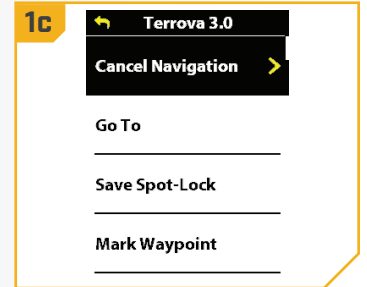 1c
Terrova 3.0
Cancel Navigation
Go To
Save Spot-Lock
Mark Waypoint